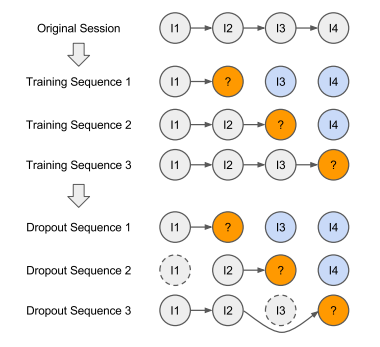 Original Session I1 I2 I3 I4
Training Sequence 1 I1 ? I3 I4
Training Sequence 2 I1 I2 ? I4
Training Sequence 3 I1 I2 I3 ?
Dropout Sequence 1 I1 ? I3 I4
Dropout Sequence 2 I1 I2 ? I4
Dropout Sequence 3 I1 I2 I3 ?